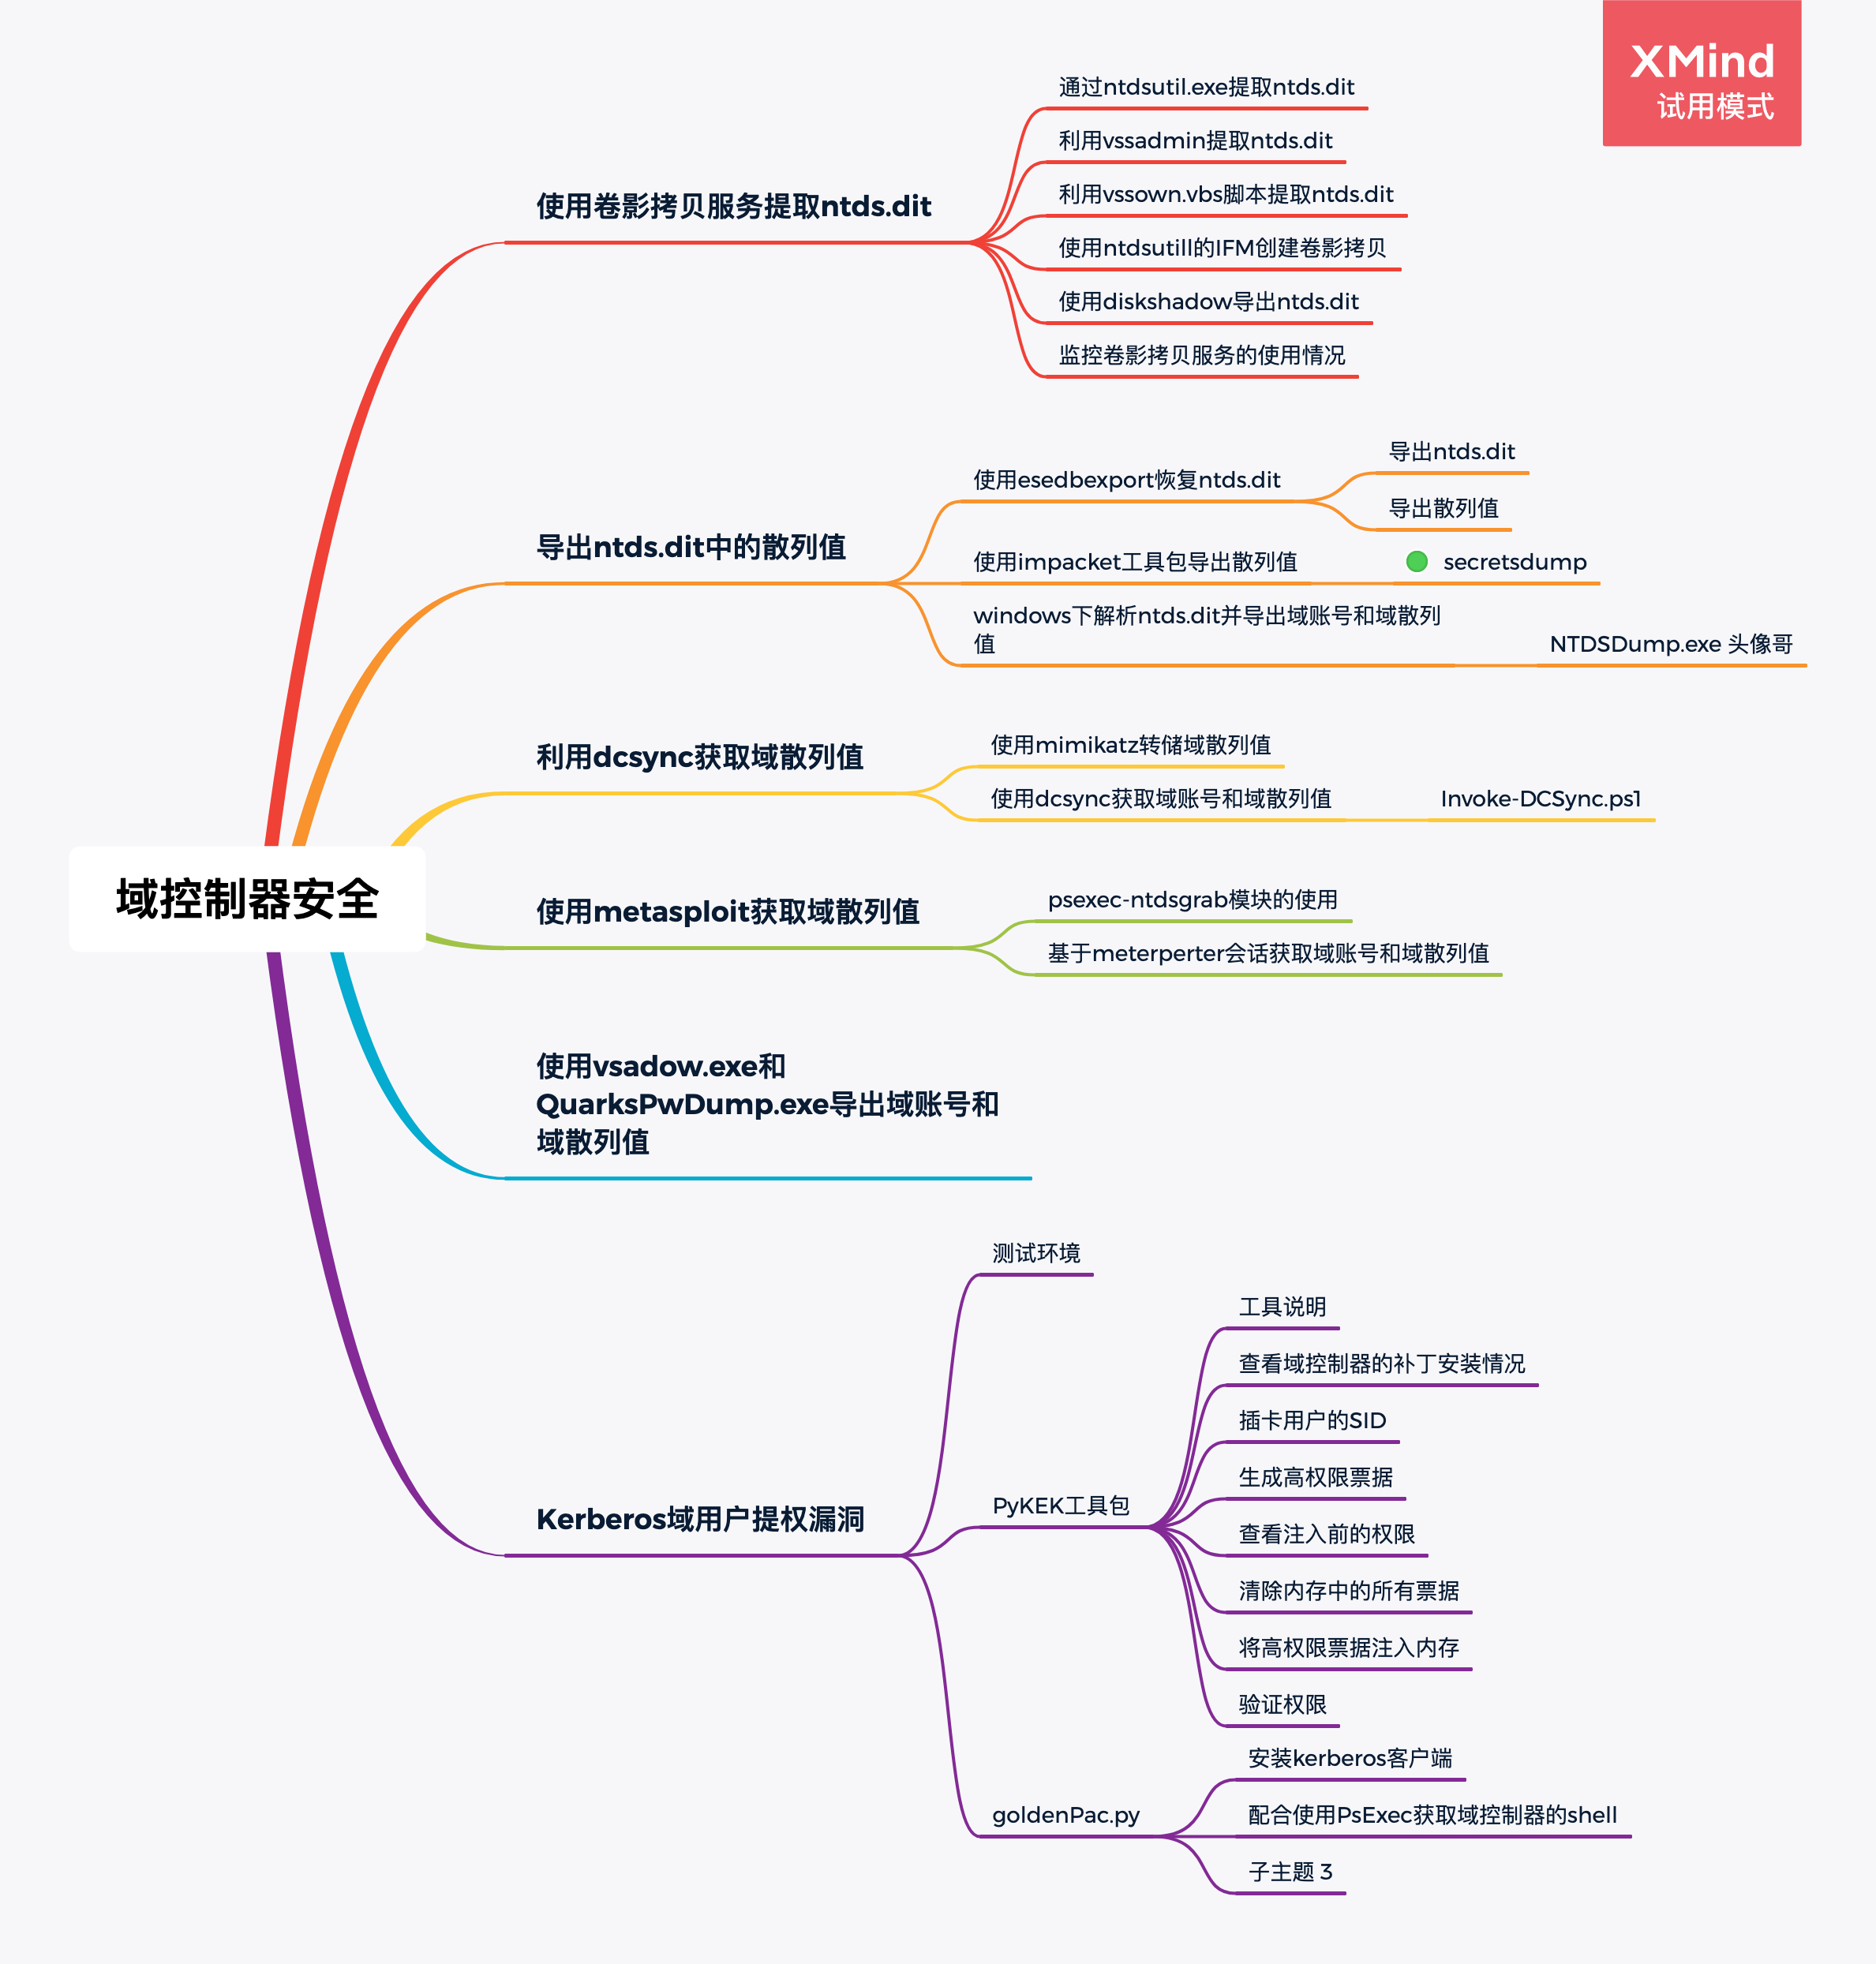 XMind
试用模式
域控制器安全
使用卷影拷贝服务提取ntds.dit
通过ntdsutil.exe提取ntds.dit
利用vssadmin提取ntds.dit
利用vssown.vbs脚本提取ntds.dit
使用ntdsutill的IFM创建卷影拷贝
使用diskshadow导出ntds.dit
监控卷影拷贝服务的使用情况
导出ntds.dit中的散列值
使用esedbexport恢复ntds.dit
导出ntds.dit
导出散列值
使用impacket工具包导出散列值
secretsdump
windows下解析ntds.dit并导出域账号和域散列
值
NTDSDump.exe 头像哥
利用dcsync获取域散列值
使用mimikatz转储域散列值
使用dcsync获取域账号和域散列值
Invoke-DCSync.ps1
使用metasploit获取域散列值
psexec-ntdsgrab模块的使用
基于meterperter会话获取域账号和域散列值
使用vsadow.exe和
QuarksPwDump.exe导出域账号和
域散列值
Kerberos域用户提权漏洞
测试环境
PyKEK工具包
工具说明
查看域控制器的补丁安装情况
插卡用户的SID
生成高权限票据
查看注入前的权限
清除内存中的所有票据
将高权限票据注入内存
验证权限
goldenPac.py
安装kerberos客户端
配合使用PsExec获取域控制器的shell
子主题 3